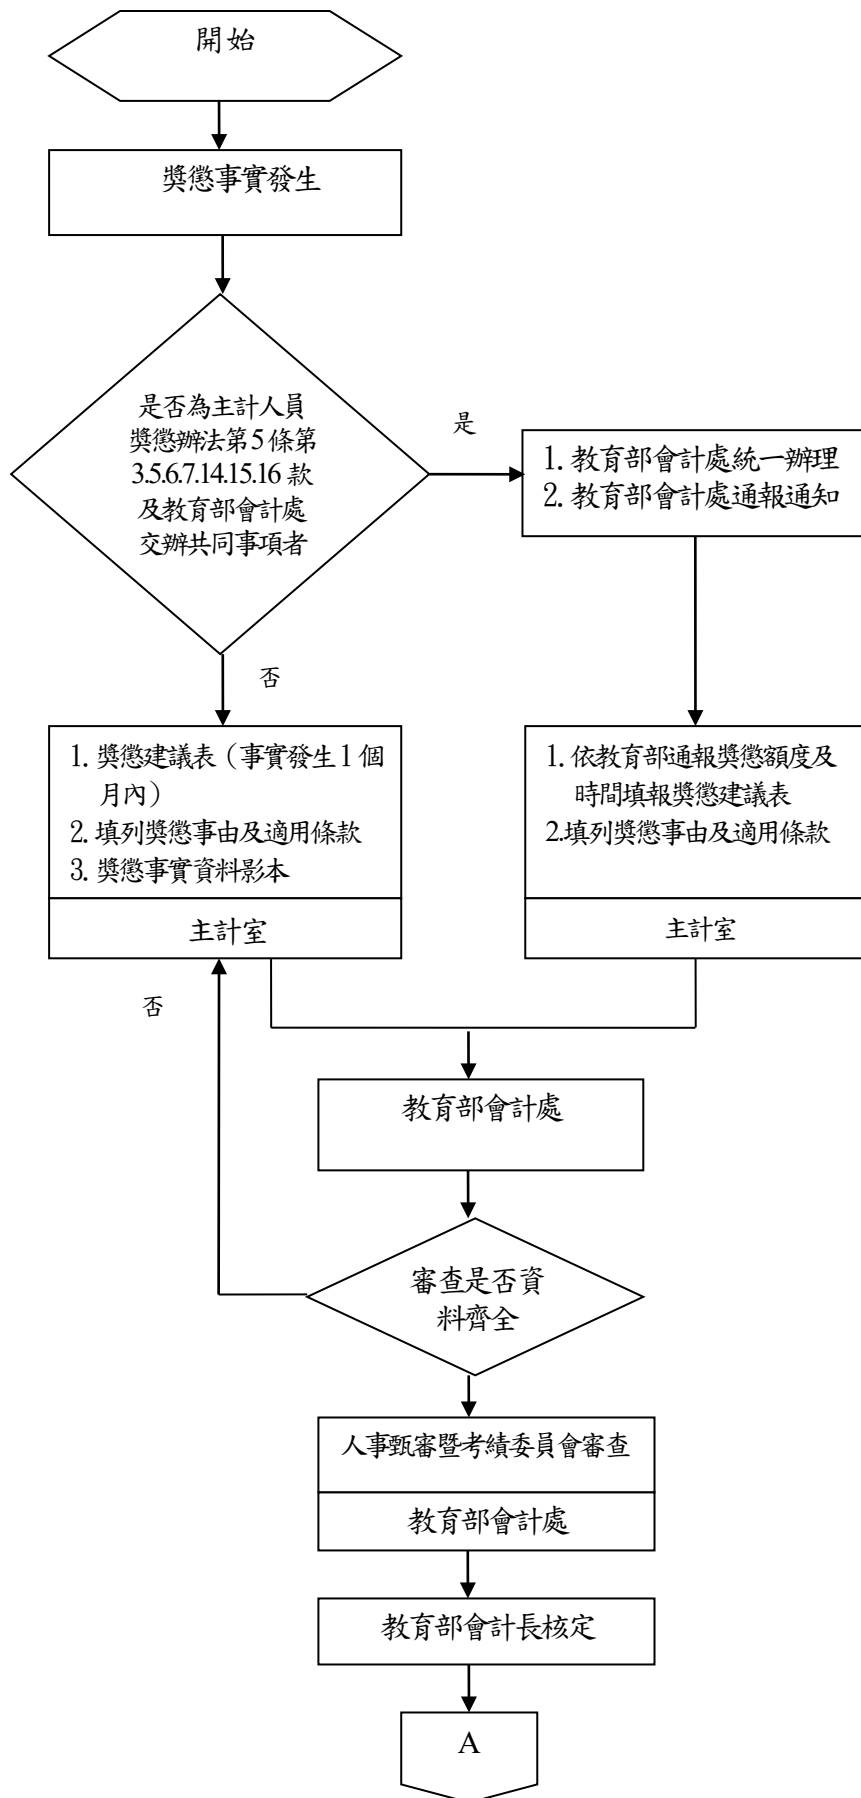 開始
獎懲事實發生
是否為主計人員
獎懲辦法第5條第
3.5.6.7.14.15.16款
及教育部會計處
交辦共同事項者
是
1. 教育部會計處統一辦理
2. 教育部會計處通報通知
否
1. 獎懲建議表（事實發生1個
月內）
2. 填列獎懲事由及適用條款
3. 獎懲事實資料影本
主計室
1. 依教育部通報獎懲額度及
時間填報獎懲建議表
2.填列獎懲事由及適用條款
主計室
否
教育部會計處
審查是否資
料齊全
人事甄審暨考績委員會審查
教育部會計處
教育部會計長核定
A